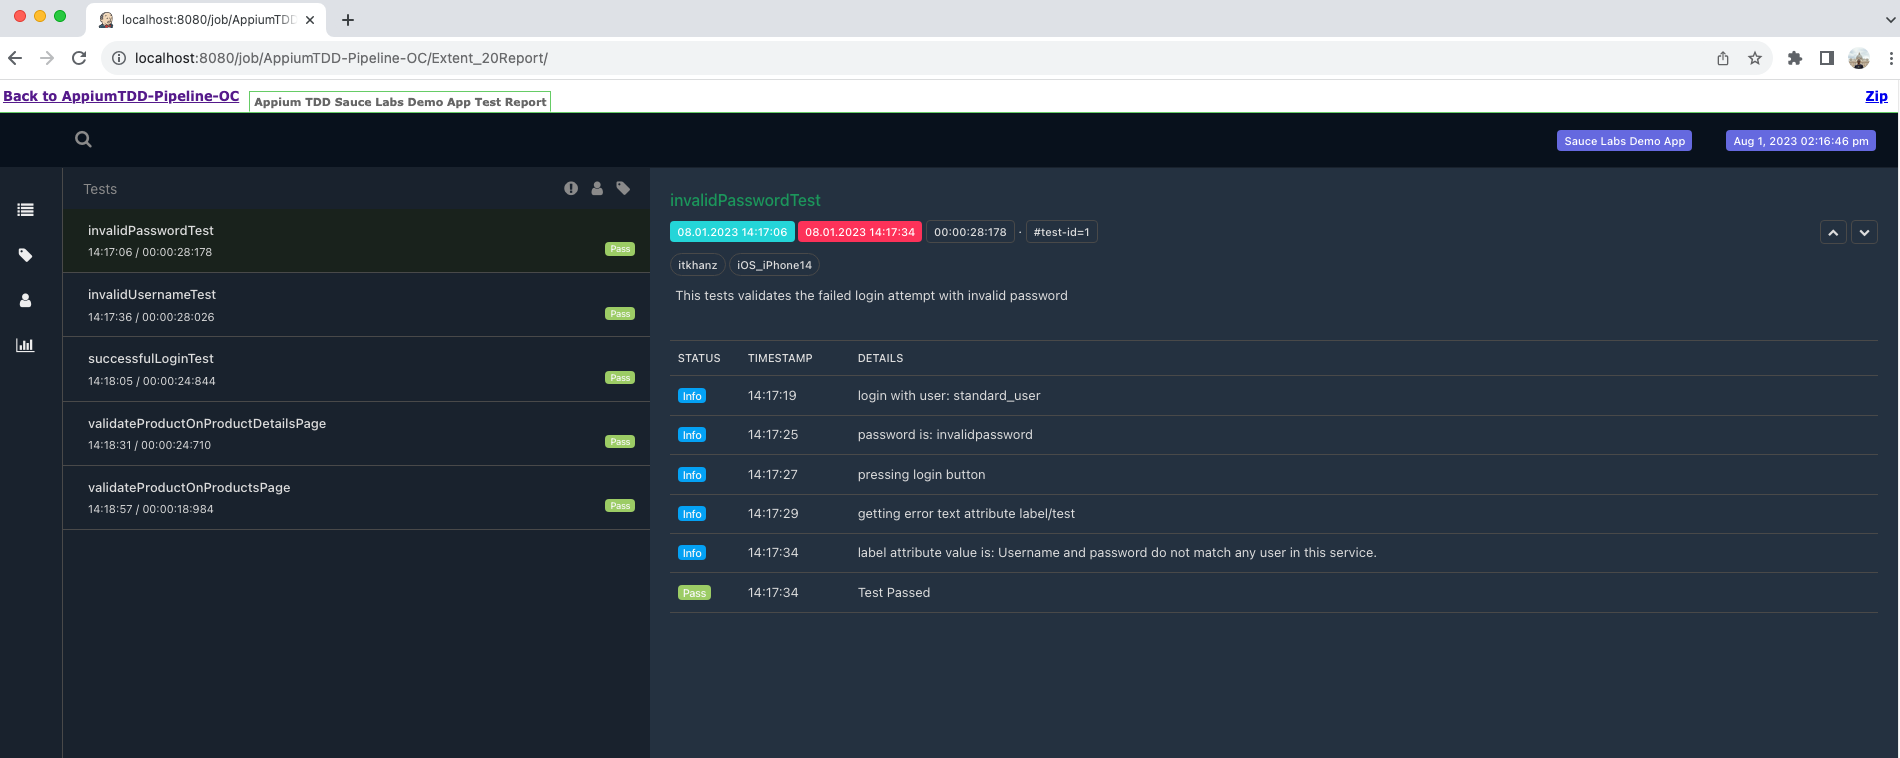 localhost:8080/job/AppiumTDD
localhost:8080/job/AppiumTDD-Pipeline-OC/Extent_20Report/
Back to AppiumTDD-Pipeline-OC
Appium TDD Sauce Labs Demo App Test Report
Zip
Sauce Labs Demo App
Aug 1, 2023 02:16:46 pm
Tests
invalidPasswordTest
14:17:06 / 00:00:28:178
Pass
invalidUsernameTest
14:17:36 / 00:00:28:026
Pass
successfulLoginTest
14:18:05 / 00:00:24:844
Pass
validateProductOnProductDetailsPage
14:18:31 / 00:00:24:710
Pass
validateProductOnProductsPage
14:18:57 / 00:00:18:984
Pass
invalidPasswordTest
08.01.2023 14:17:06 08.01.2023 14:17:34 00:00:28:178 · #test-id=1
itkhanz iOS_iPhone14
This tests validates the failed login attempt with invalid password
STATUS TIMESTAMP DETAILS
Info 14:17:19 login with user: standard_user
Info 14:17:25 password is: invalidpassword
Info 14:17:27 pressing login button
Info 14:17:29 getting error text attribute label/test
Info 14:17:34 label attribute value is: Username and password do not match any user in this service.
Pass 14:17:34 Test Passed